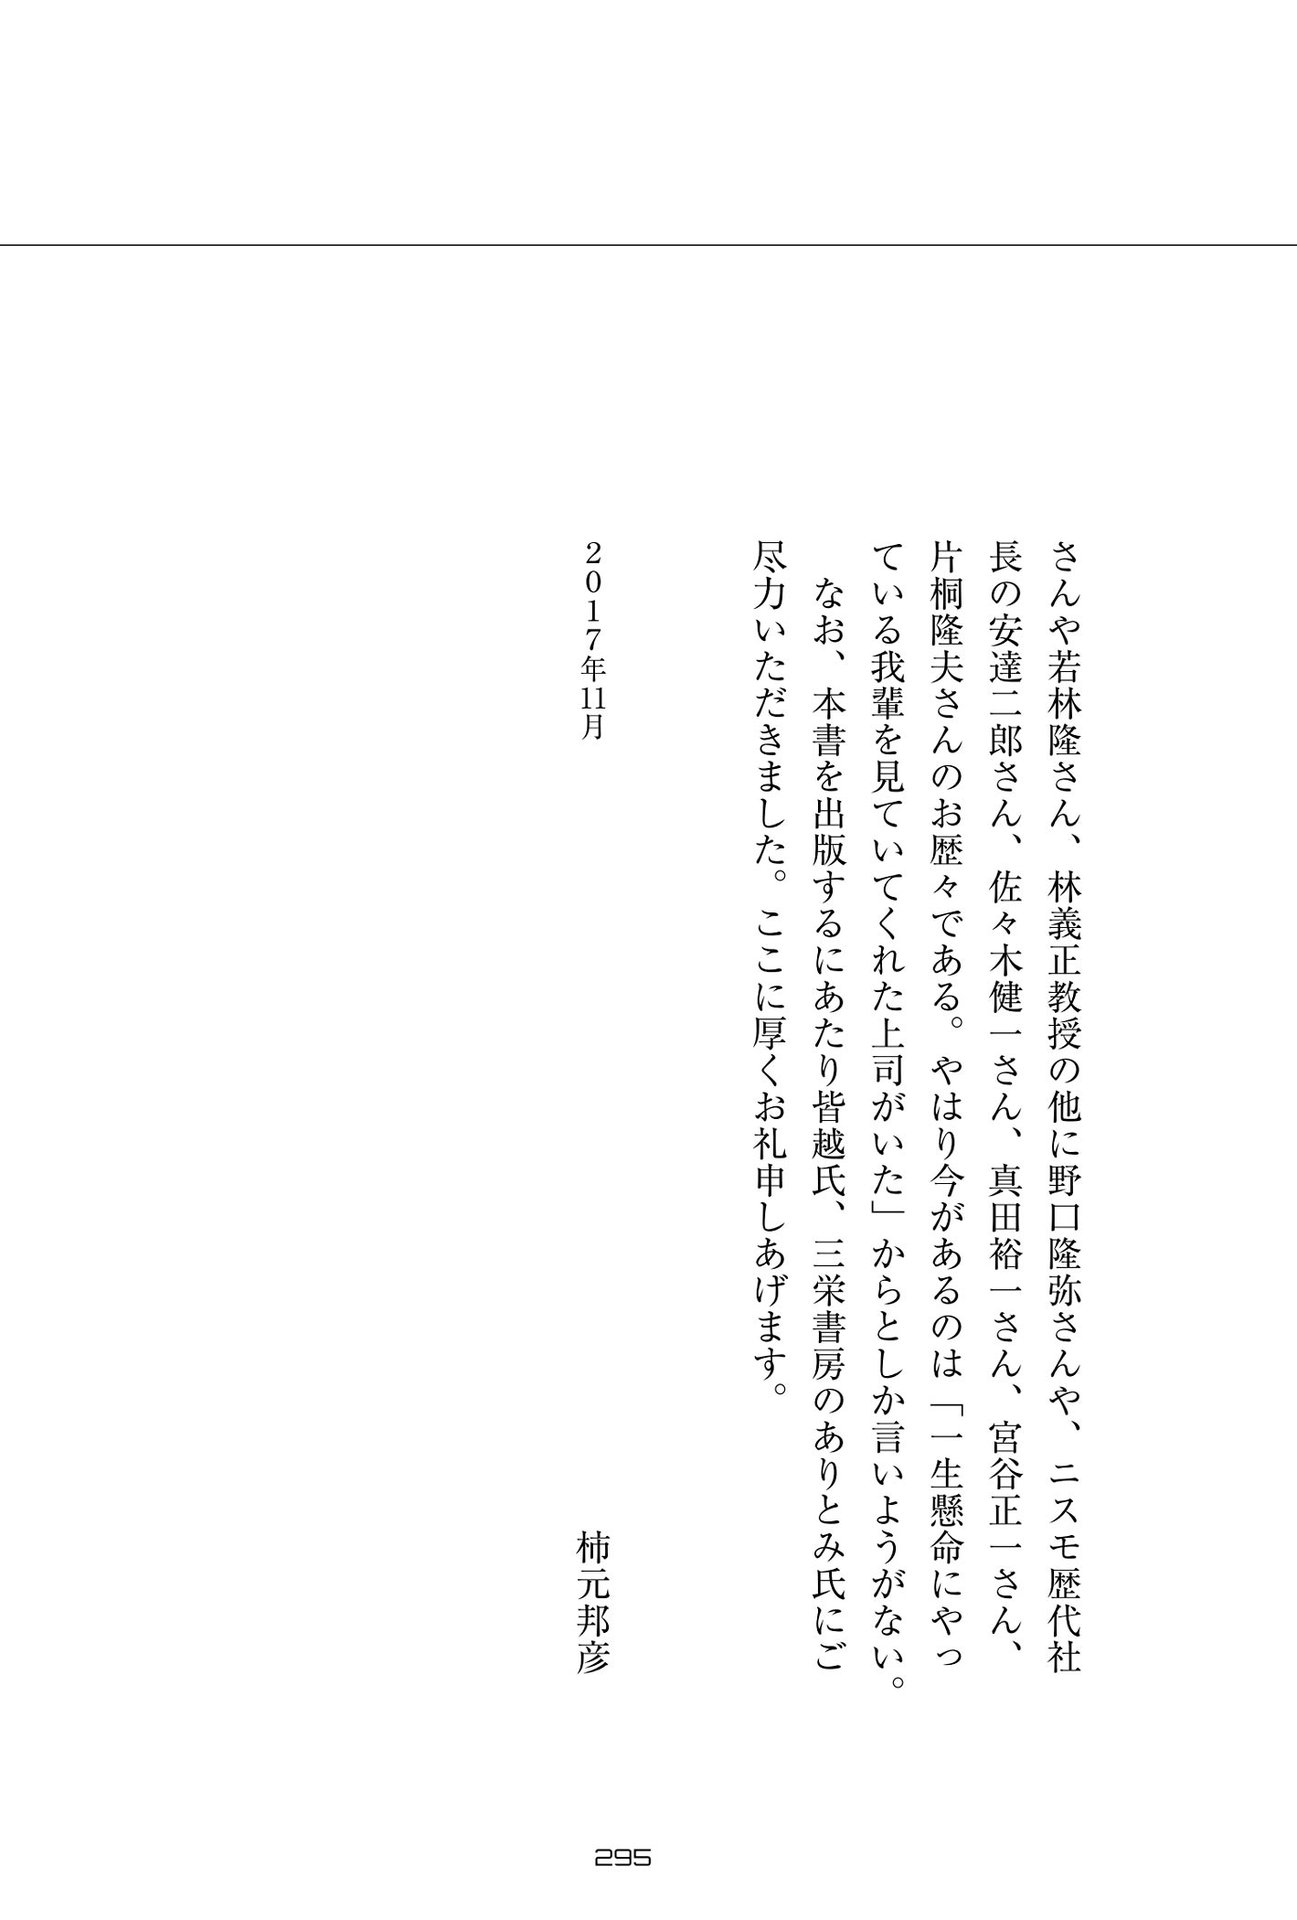 さんや若林隆さん、林義正教授の他に野口隆弥さんや、ニスモ歴代社
長の安達二郎さん、佐々木健一さん、真田裕一さん、宮谷正一さん、
片桐隆夫さんのお歴々である。やはり今があるのは「一生懸命にやっ
ている我輩を見ていてくれた上司がいた」からとしか言いようがない。
なお、本書を出版するにあたり皆越氏、三栄書房のありとみ氏にご
尽力いただきました。ここに厚くお礼申しあげます。
2017年11月
柿元邦彦
295